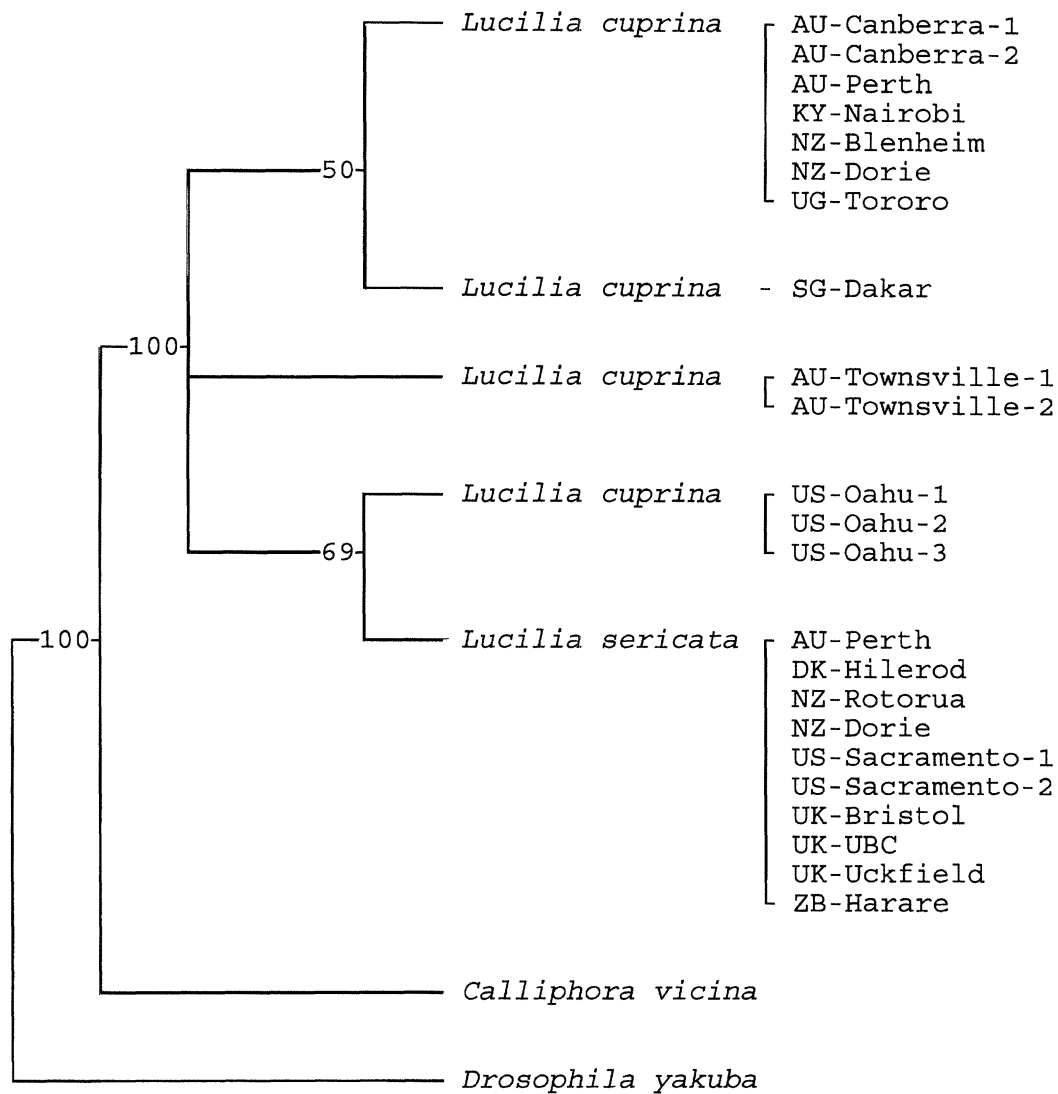 Lucilia cuprina AU-Canberra-1
AU-Canberra-2
AU-Perth
KY-Nairobi
50 NZ-Blenheim
NZ-Dorie
UG-Tororo
Lucilia cuprina - SG-Dakar
100
Lucilia cuprina AU-Townsville-1
AU-Townsville-2
Lucilia cuprina US-Oahu-1
US-Oahu-2
69 US-Oahu-3
100 Lucilia sericata AU-Perth
DK-Hilerod
NZ-Rotorua
NZ-Dorie
US-Sacramento-1
US-Sacramento-2
UK-Bristol
UK-UBC
UK-Uckfield
ZB-Harare
Calliphora vicina
Drosophila yakuba